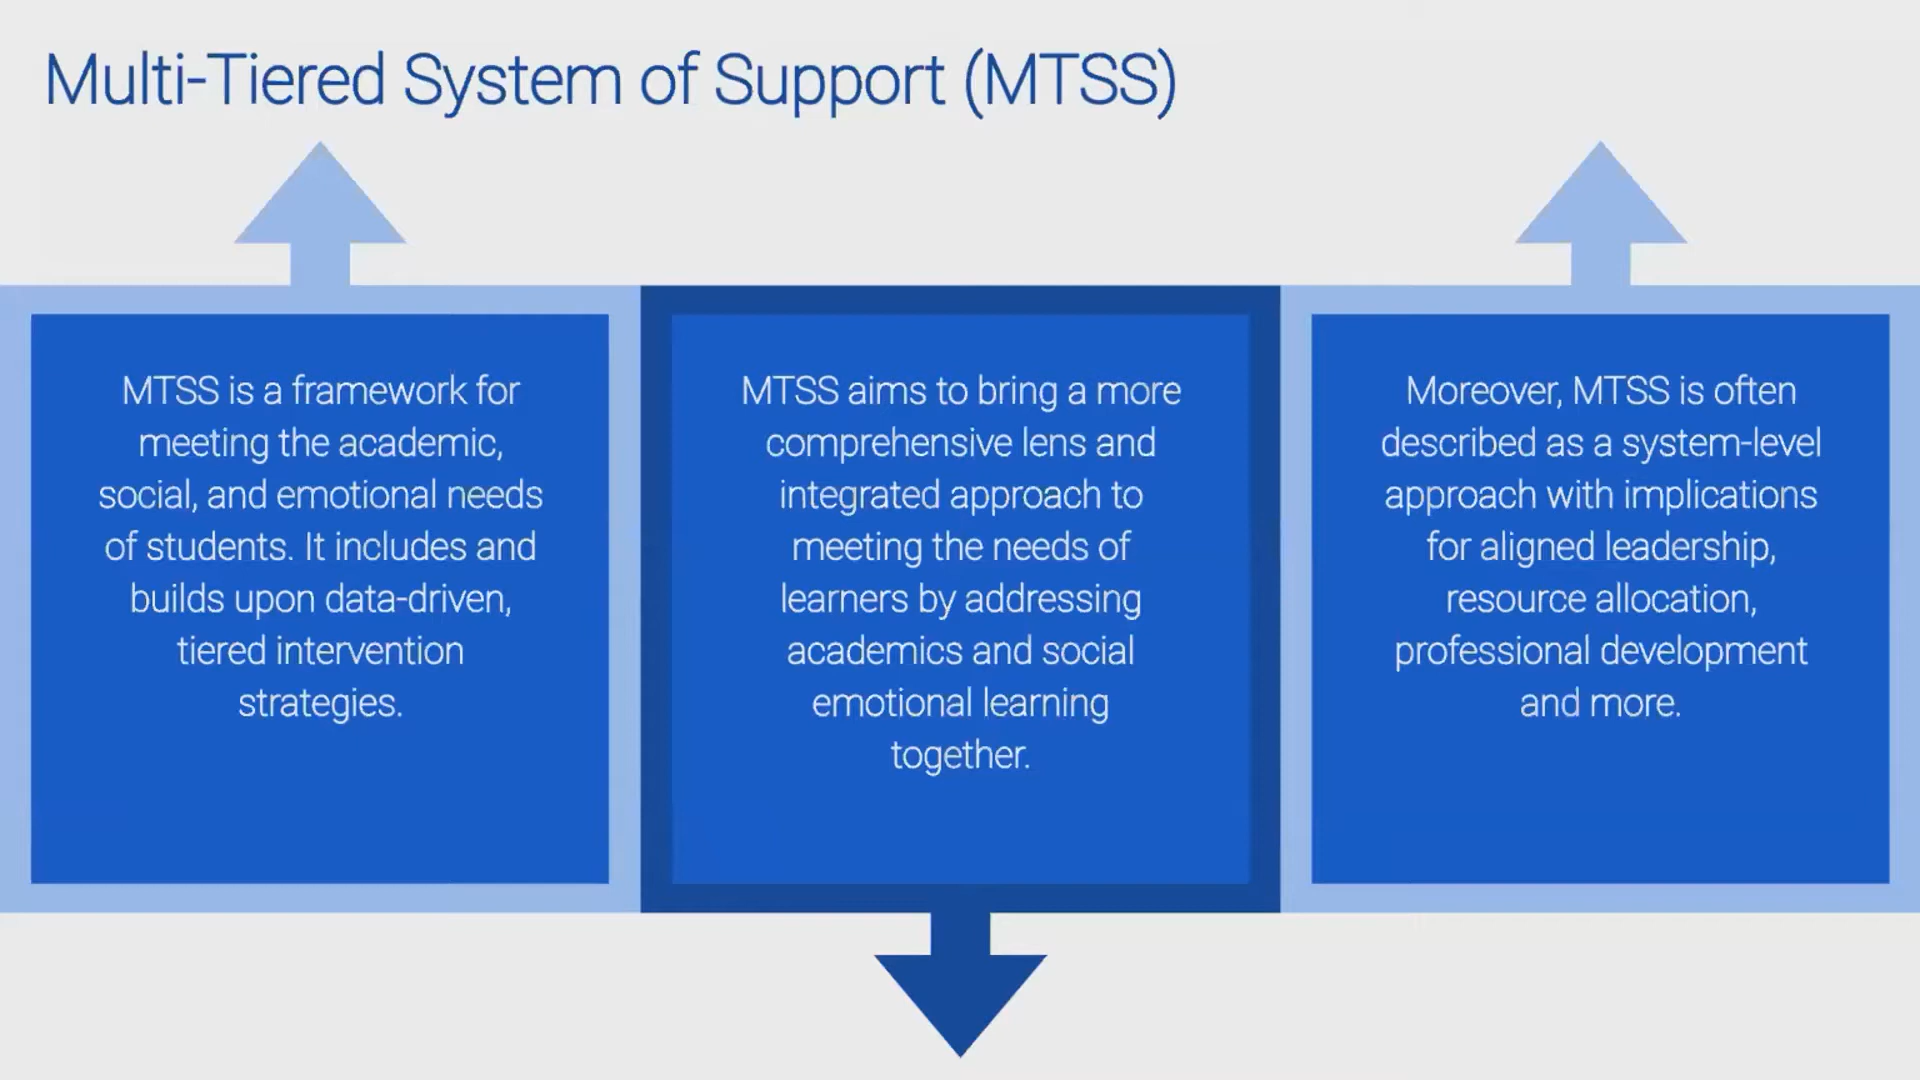 Multi-Tiered System of Support (MTSS)
MTSS is a framework for
meeting the academic,
social, and emotional needs
of students. It includes and
builds upon data-driven,
tiered intervention
strategies.
MTSS aims to bring a more
comprehensive lens and
integrated approach to
meeting the needs of
learners by addressing
academics and social
emotional learning
together.
Moreover, MTSS is often
described as a system-level
approach with implications
for aligned leadership,
resource allocation,
professional development
and more.